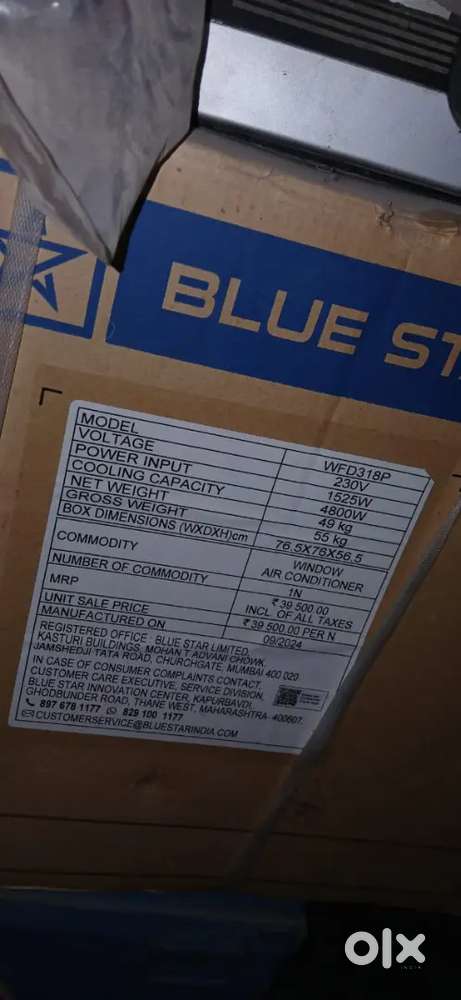 BLUE ST
MODEL WFD318P
VOLTAGE 230V
POWER INPUT 1525W
COOLING CAPACITY 4800W
NET WEIGHT 49 kg
GROSS WEIGHT 55 kg
BOX DIMENSIONS (WXDXH)cm 76.5X76X56.5
COMMODITY WINDOW
AIR CONDITIONER
NUMBER OF COMMODITY 1N
MRP ₹ 39 500.00
INCL OF ALL TAXES
UNIT SALE PRICE ₹ 39 500.00 PER N
MANUFACTURED ON 09/2024
REGISTERED OFFICE : BLUE STAR LIMITED,
KASTURI BUILDINGS, MOHAN T ADVANI CHOWK,
JAMSHEDJI TATA ROAD, CHURCHGATE, MUMBAI 400 020
IN CASE OF CONSUMER COMPLAINTS CONTACT,
CUSTOMER CARE EXECUTIVE, SERVICE DIVISION,
BLUE STAR INNOVATION CENTER, KAPURBAVDI,
GHODBUNDER ROAD, THANE WEST, MAHARASHTRA- 400607.
897 678 1177 829 100 1177
CUSTOMERSERVICE@BLUESTARINDIA.COM
olx
INDIA